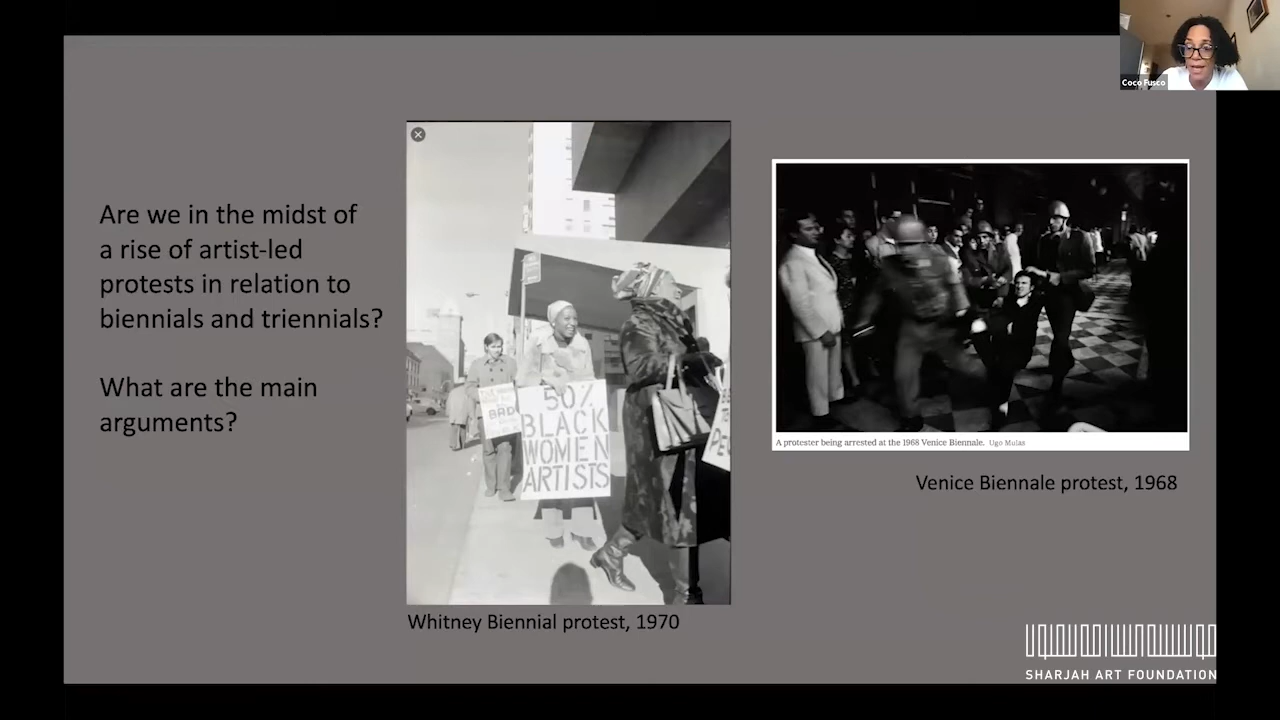 Coco Fusco
Are we in the midst of
a rise of artist-led
protests in relation to
biennials and triennials?
What are the main
arguments?
BAD
50%
BLACK
WOMEN
ARTISTS
Whitney Biennial protest, 1970
A protester being arrested at the 1968 Venice Biennale. Ugo Mulas
Venice Biennale protest, 1968
SHARJAH ART FOUNDATION